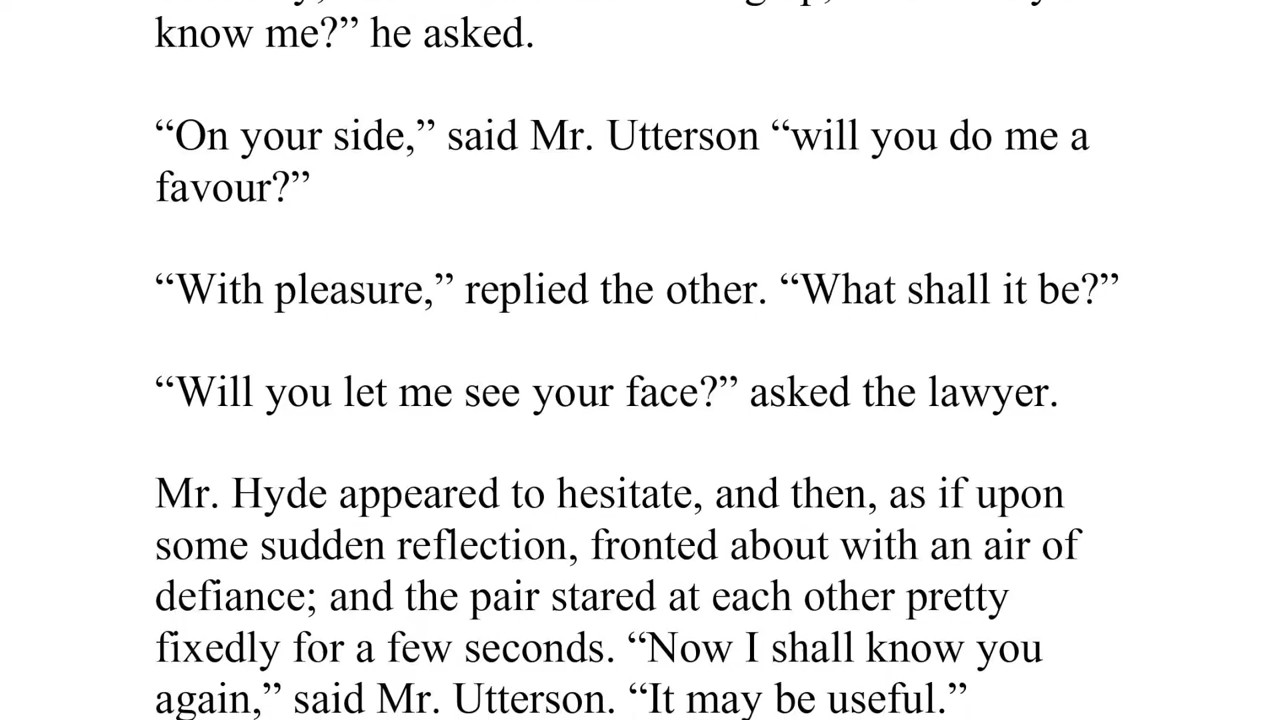 know me?” he asked.
“On your side,” said Mr. Utterson “will you do me a
favour?”
“With pleasure,” replied the other. “What shall it be?”
“Will you let me see your face?” asked the lawyer.
Mr. Hyde appeared to hesitate, and then, as if upon
some sudden reflection, fronted about with an air of
defiance; and the pair stared at each other pretty
fixedly for a few seconds. “Now I shall know you
again,” said Mr. Utterson. “It may be useful.”